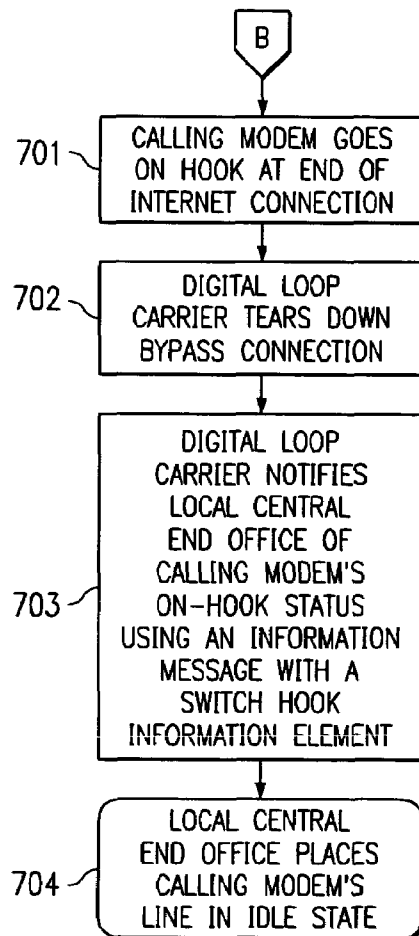 B
701
CALLING MODEM GOES
ON HOOK AT END OF
INTERNET CONNECTION
702
DIGITAL LOOP
CARRIER TEARS DOWN
BYPASS CONNECTION
703
DIGITAL LOOP
CARRIER NOTIFIES
LOCAL CENTRAL
END OFFICE OF
CALLING MODEM'S
ON-HOOK STATUS
USING AN INFORMATION
MESSAGE WITH A
SWITCH HOOK
INFORMATION ELEMENT
704
LOCAL CENTRAL
END OFFICE PLACES
CALLING MODEM'S
LINE IN IDLE STATE